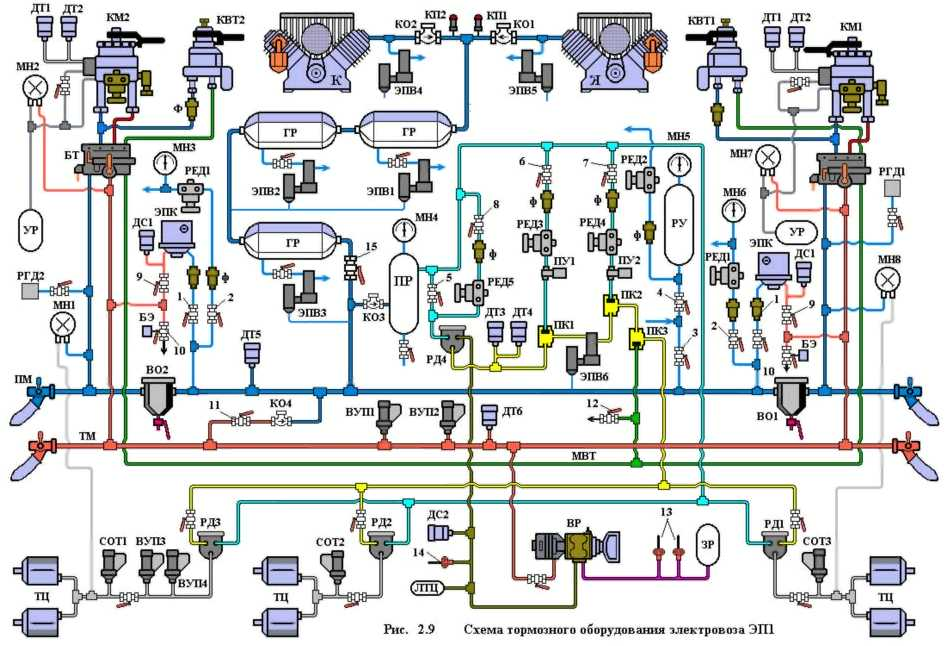 ДТ1 ДТ2 КМ2 КВТ2 КП2 КП1 КВТ1 ДТ1 ДТ2 КМ1
КО2 КО1
МН2 К ЭПВ4 ЭПВ5 Я
Ф
ГР ГР
БТ МН3 МН5 МН7
РЕД1 6 7 РЕД2 РГД1
ЭПВ2 ЭПВ1 МН6
УР ДС1 ЭПК МН4 ф ф РУ УР
8
ГР РЕД3 РЕД4 ф ЭПК ДС1
15 ф
РГД2 9 Ф ПР ПУ1 ПУ2 РЕД1 МН8
5 РЕД5
МН1 1 2 ЭПВ3 КО3 ПК2 4 1 9
БЭ ДТ3 ДТ4 ПК1 ПК3 2 БЭ
10 ДТ5 РД4 3
ЭПВ6 10
ПМ ВО2 ВО1
11 КО4 ВУП1 ВУП2 ДТ6 12
ТМ
МВТ
РД3 РД2 ДС2 ВР 13 ЗР РД1
СОТ1 ВУП3 СОТ2 14 СОТ3
ВУП4
ЛТЦ
ТЦ ТЦ ТЦ
Рис. 2.9 Схема тормозного оборудования электровоза ЭП1